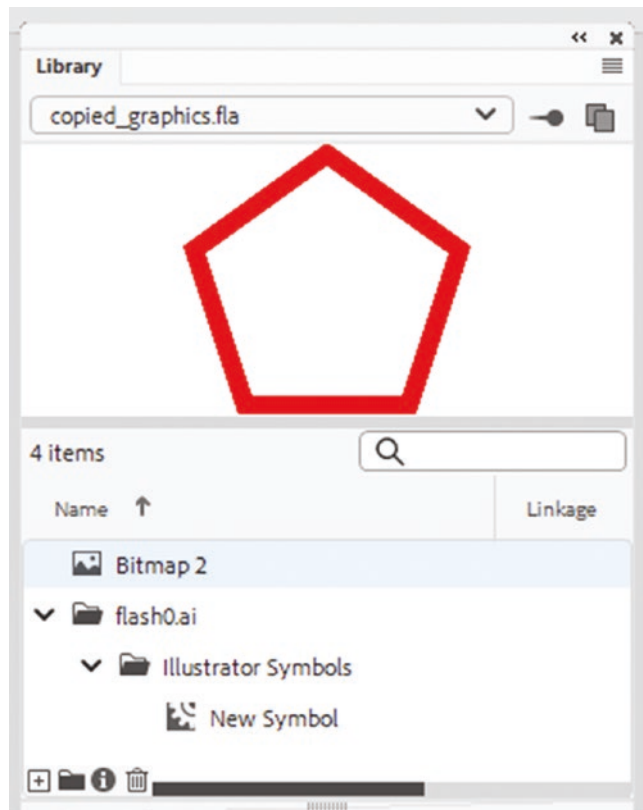 Library
copied_graphics.fla
4 items
Name Linkage
Bitmap 2
flash0.ai
Illustrator Symbols
New Symbol